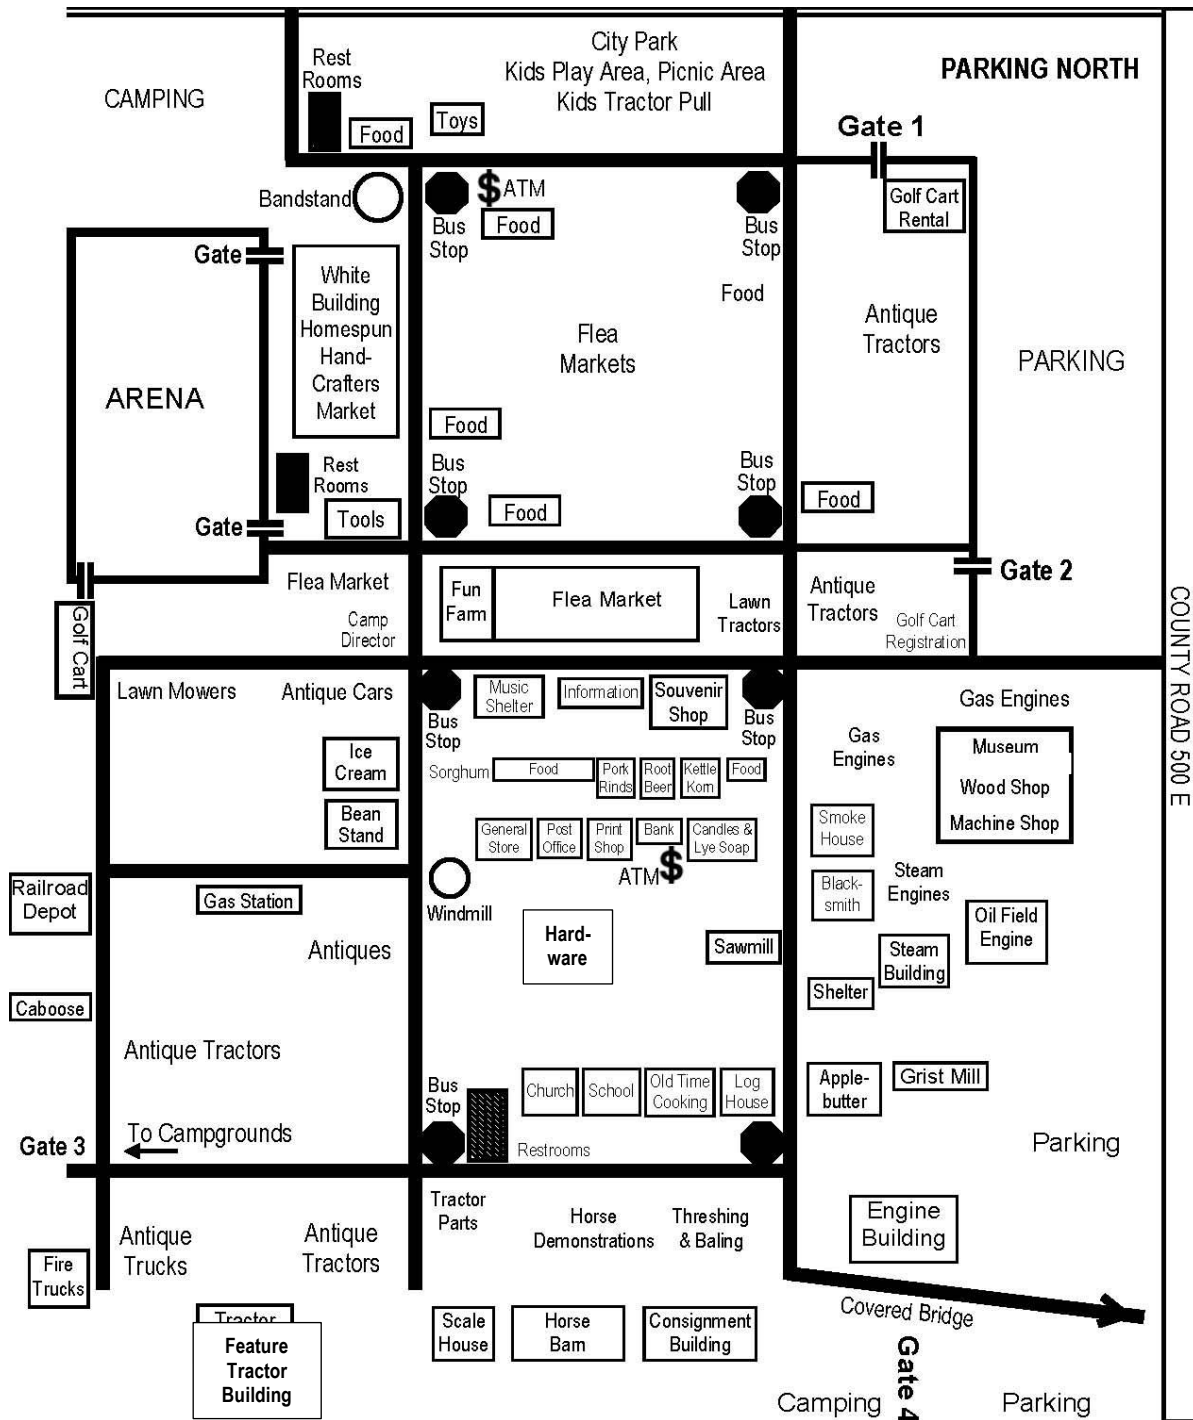 City Park
Kids Play Area, Picnic Area
Kids Tractor Pull
Rest
Rooms
PARKING NORTH
CAMPING
Toys
Food
Gate 1
Bandstand
$ ATM
Bus
Stop
Food
Bus
Stop
Golf Cart
Rental
Gate
White
Building
Homespun
Hand-
Crafters
Market
Food
Flea
Markets
Antique
Tractors
PARKING
ARENA
Food
Rest
Rooms
Bus
Stop
Bus
Stop
Gate
Tools
Food
Food
Flea Market
Fun
Farm
Flea Market
Lawn
Tractors
Antique
Tractors
Gate 2
Camp
Director
Golf Cart
Registration
Golf Cart
COUNTY ROAD 500 E
Lawn Mowers
Antique Cars
Bus
Stop
Music
Shelter
Information
Souvenir
Shop
Bus
Stop
Gas Engines
Gas
Engines
Museum
Wood Shop
Machine Shop
Ice
Cream
Sorghum
Food
Pork
Rinds
Root
Beer
Kettle
Korn
Food
Bean
Stand
General
Store
Post
Office
Print
Shop
Bank
Candles &
Lye Soap
Smoke
House
ATM $
Railroad
Depot
Gas Station
Windmill
Black-
smith
Steam
Engines
Hard-
ware
Antiques
Sawmill
Oil Field
Engine
Steam
Building
Shelter
Caboose
Antique Tractors
Bus
Stop
Church
School
Old Time
Cooking
Log
House
Apple-
butter
Grist Mill
Gate 3
To Campgrounds
Restrooms
Parking
Tractor
Parts
Horse
Demonstrations
Threshing
& Baling
Engine
Building
Antique
Trucks
Antique
Tractors
Fire
Trucks
Covered Bridge
Tractor
Feature
Tractor
Building
Scale
House
Horse
Barn
Consignment
Building
Gate 4
Camping
Parking